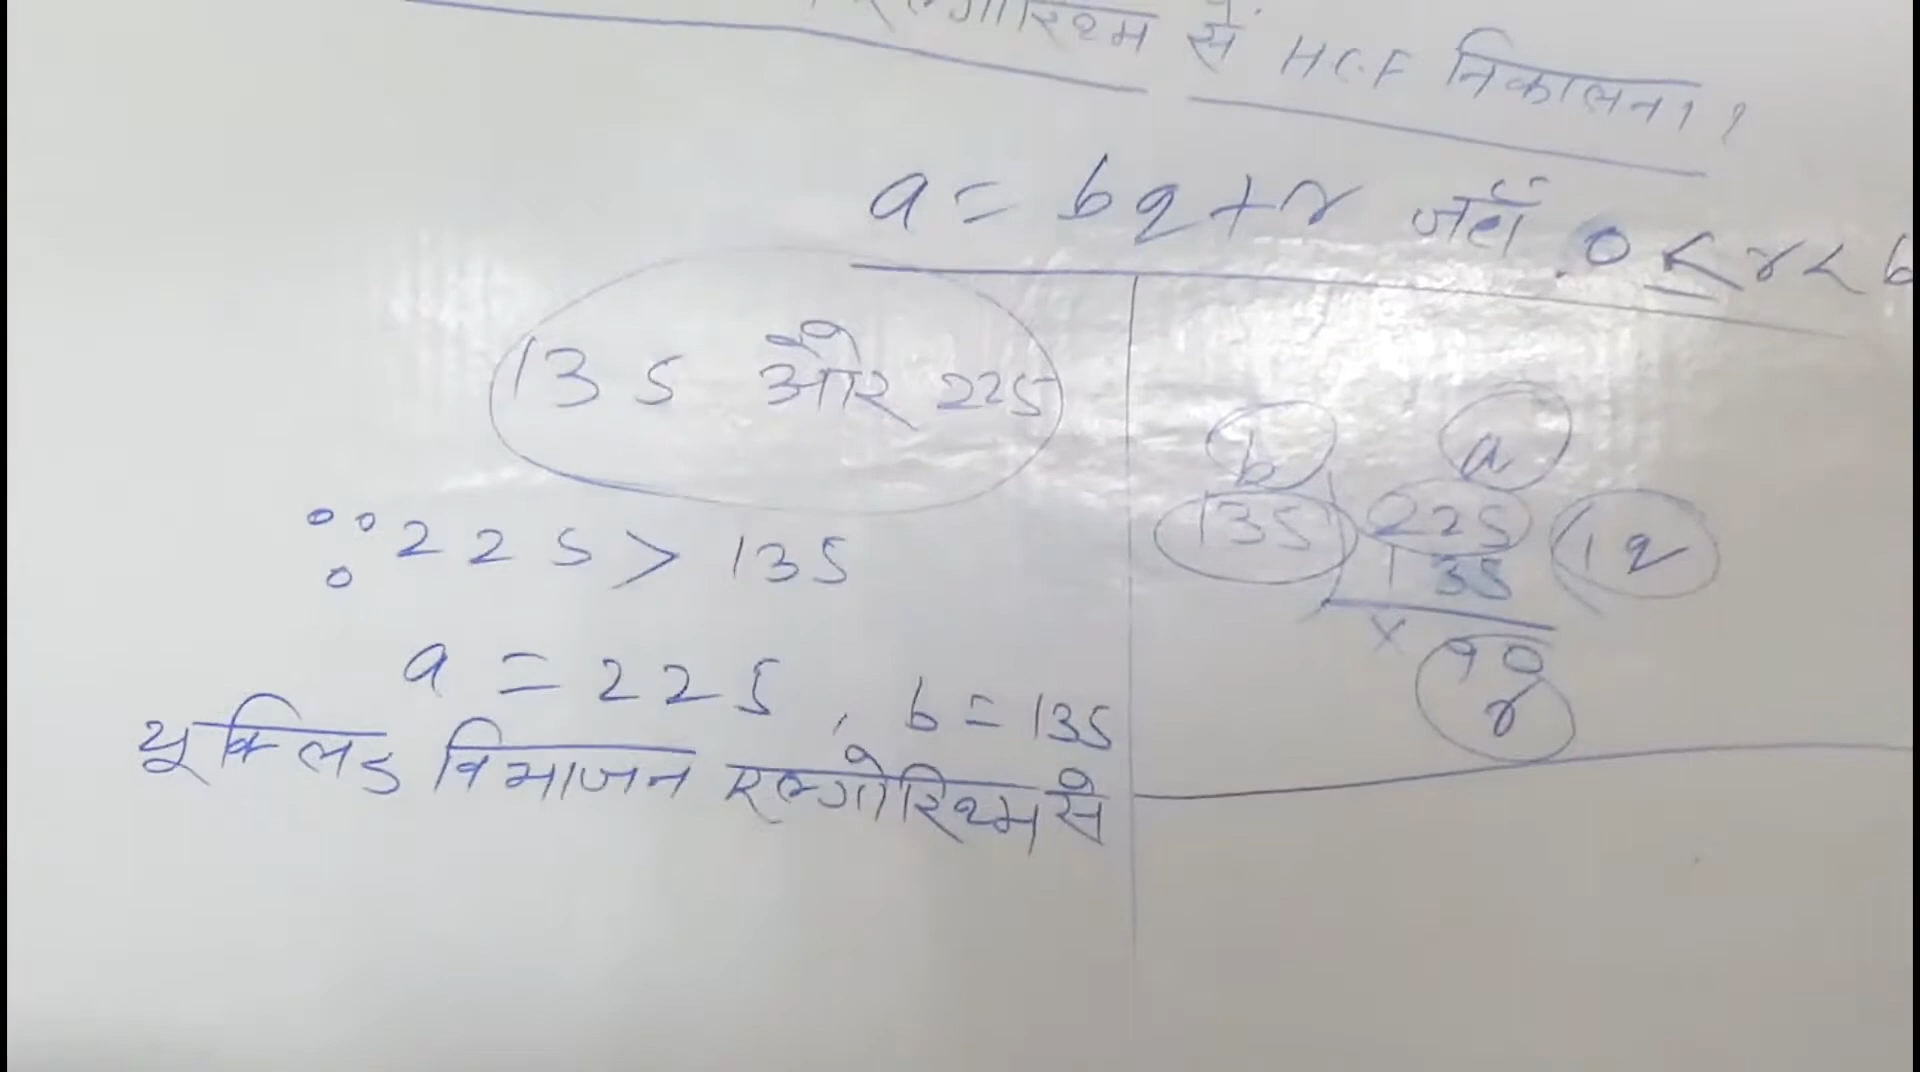 एल्गोरिथ्म से HCF निकालना ?
a = bq + r जहाँ 0 ≤ r < b
135 और 225
∵ 225 > 135
a = 225, b = 135
यूक्लिड विभाजन एल्गोरिथ्म से
b a
135 225 1 q
135
× 90
r